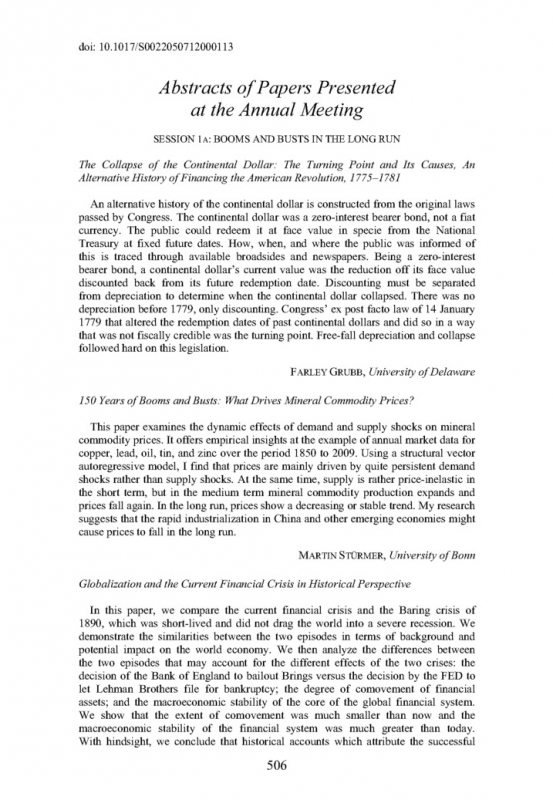 doi: 10.1017/S0022050712000113
Abstracts of Papers Presented
at the Annual Meeting
SESSION 1A: BOOMS AND BUSTS IN THE LONG RUN
The Collapse of the Continental Dollar: The Turning Point and Its Causes, An
Alternative History of Financing the American Revolution, 1775–1781
An alternative history of the continental dollar is constructed from the original laws
passed by Congress. The continental dollar was a zero-interest bearer bond, not a fiat
currency. The public could redeem it at face value in specie from the National
Treasury at fixed future dates. How, when, and where the public was informed of
this is traced through available broadsides and newspapers. Being a zero-interest
bearer bond, a continental dollar's current value was the reduction off its face value
discounted back from its future redemption date. Discounting must be separated
from depreciation to determine when the continental dollar collapsed. There was no
depreciation before 1779, only discounting. Congress' ex post facto law of 14 January
1779 that altered the redemption dates of past continental dollars and did so in a way
that was not fiscally credible was the turning point. Free-fall depreciation and collapse
followed hard on this legislation.
FARLEY GRUBB, University of Delaware
150 Years of Booms and Busts: What Drives Mineral Commodity Prices?
This paper examines the dynamic effects of demand and supply shocks on mineral
commodity prices. It offers empirical insights at the example of annual market data for
copper, lead, oil, tin, and zinc over the period 1850 to 2009. Using a structural vector
autoregressive model, I find that prices are mainly driven by quite persistent demand
shocks rather than supply shocks. At the same time, supply is rather price-inelastic in
the short term, but in the medium term mineral commodity production expands and
prices fall again. In the long run, prices show a decreasing or stable trend. My research
suggests that the rapid industrialization in China and other emerging economies might
cause prices to fall in the long run.
MARTIN STÜRMER, University of Bonn
Globalization and the Current Financial Crisis in Historical Perspective
In this paper, we compare the current financial crisis and the Baring crisis of
1890, which was short-lived and did not drag the world into a severe recession. We
demonstrate the similarities between the two episodes in terms of background and
potential impact on the world economy. We then analyze the differences between
the two episodes that may account for the different effects of the two crises: the
decision of the Bank of England to bailout Brings versus the decision by the FED to
let Lehman Brothers file for bankruptcy; the degree of comovement of financial
assets; and the macroeconomic stability of the core of the global financial system.
We show that the extent of comovement was much smaller than now and the
macroeconomic stability of the financial system was much greater than today.
With hindsight, we conclude that historical accounts which attribute the successful
506